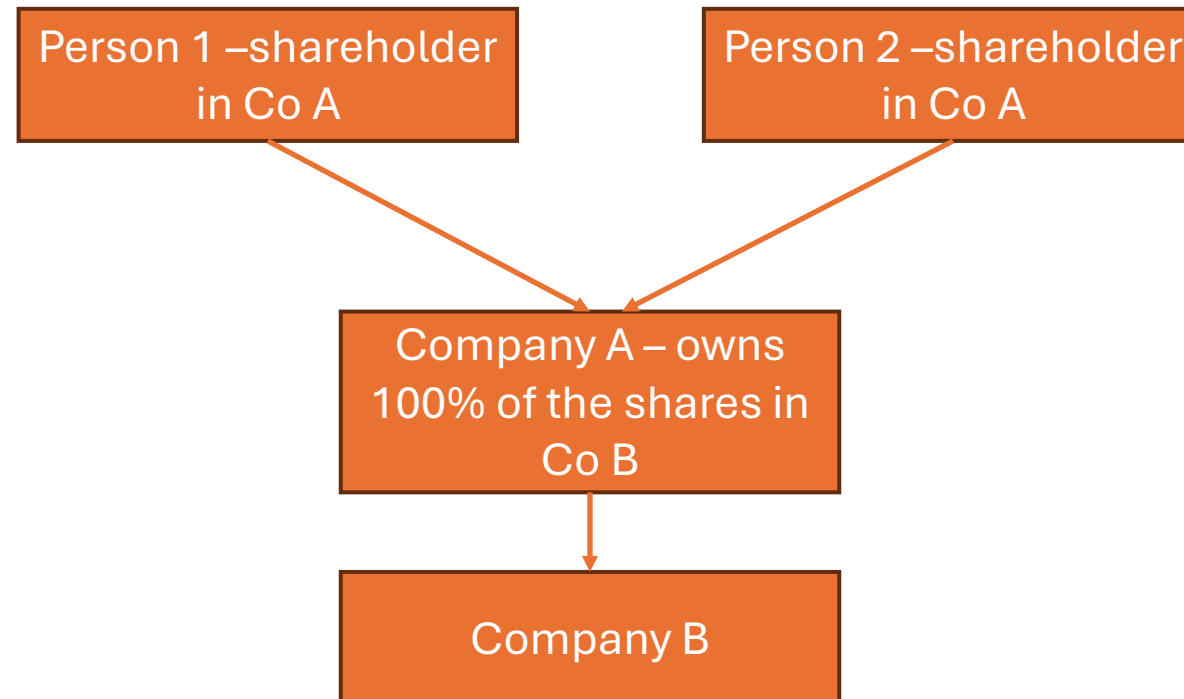 Person 1 –shareholder
in Co A
Person 2 –shareholder
in Co A
Company A – owns
100% of the shares in
Co B
Company B